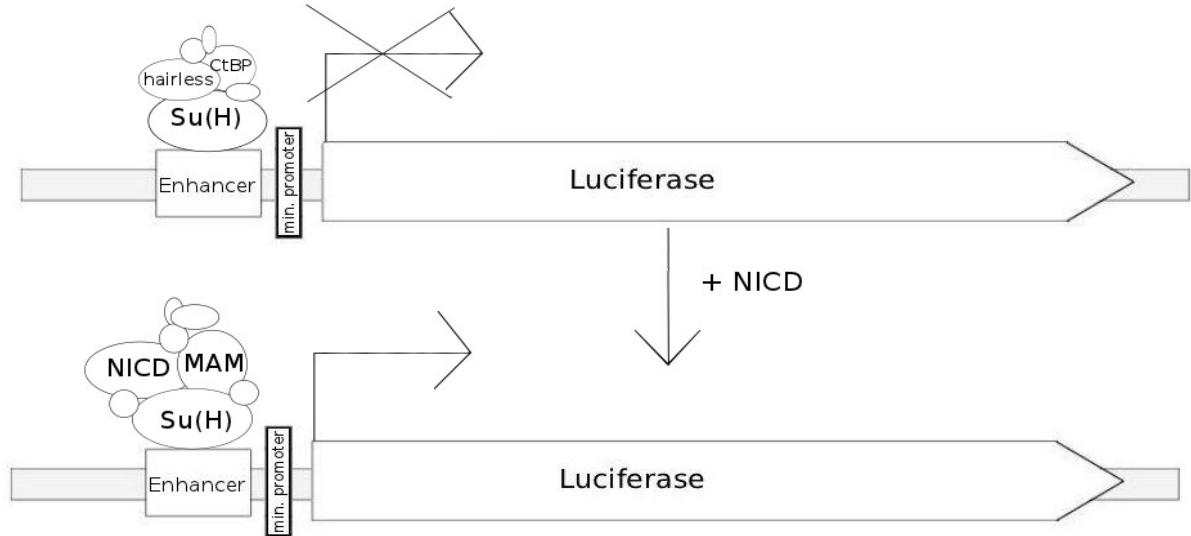 hairless
CtBP
Su(H)
Enhancer
min. promoter
Luciferase
+ NICD
NICD
MAM
Su(H)
Enhancer
min. promoter
Luciferase